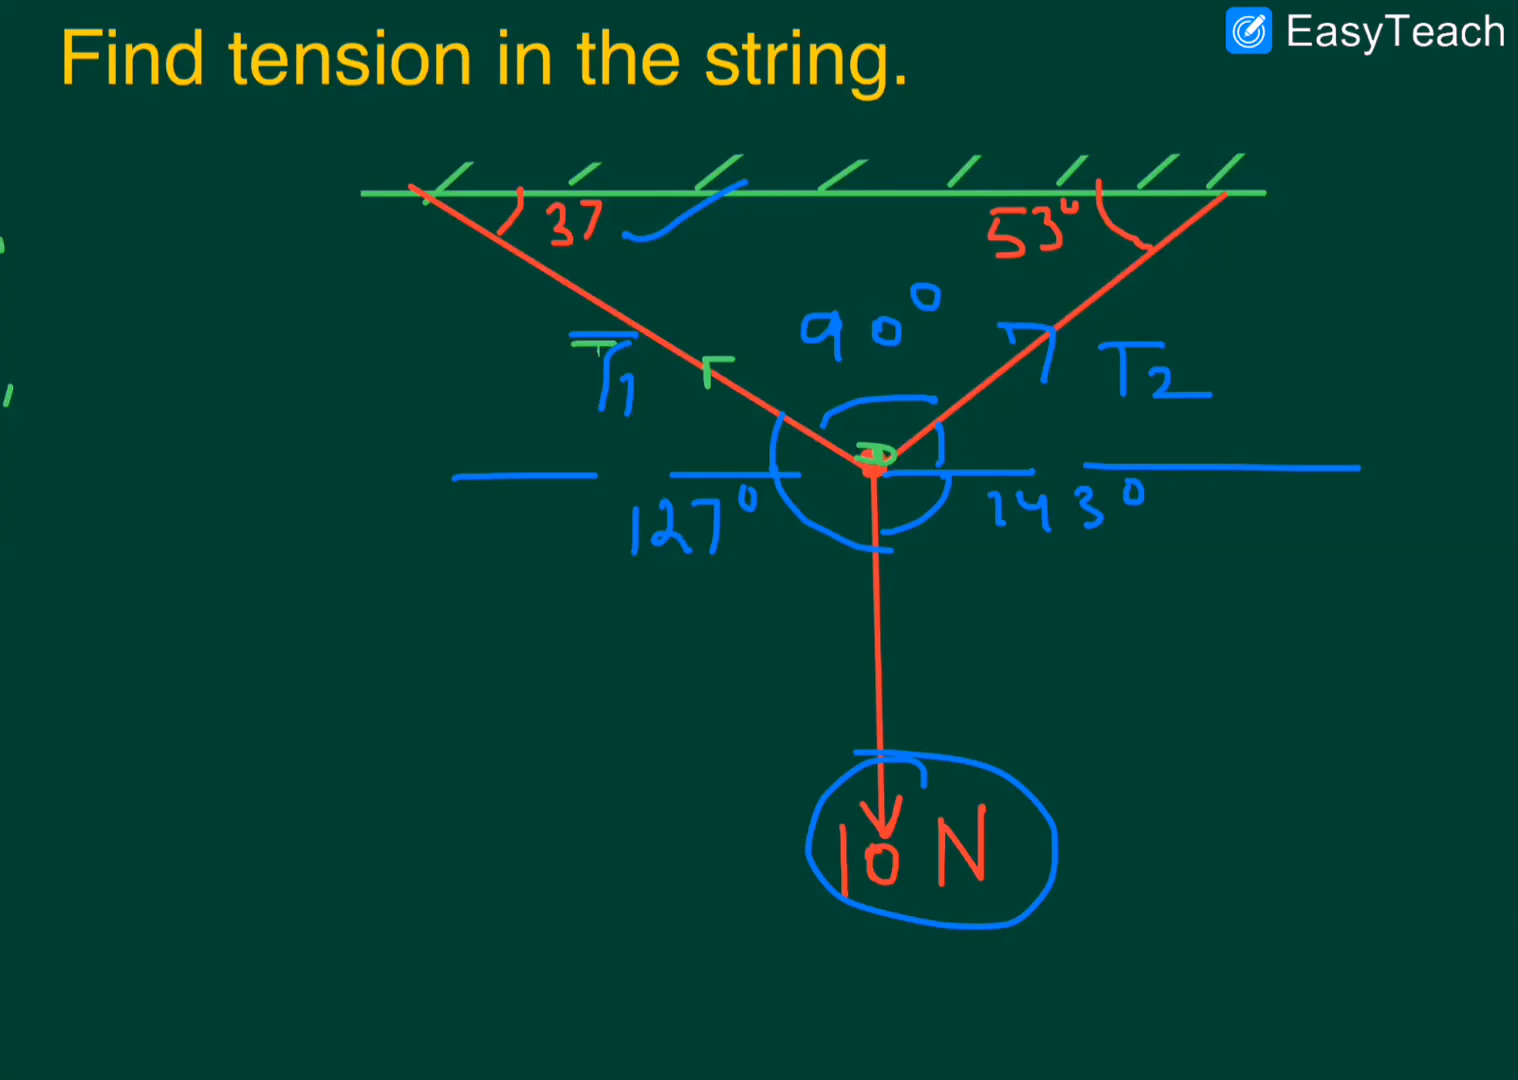 EasyTeach
Find tension in the string.
37
53°
90°
T1
T2
127°
143°
10 N